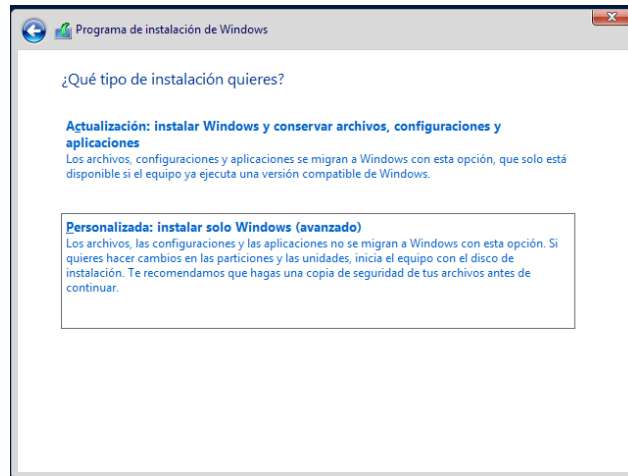 Programa de instalación de Windows
¿Qué tipo de instalación quieres?
Actualización: instalar Windows y conservar archivos, configuraciones y
aplicaciones
Los archivos, configuraciones y aplicaciones se migran a Windows con esta opción, que solo está
disponible si el equipo ya ejecuta una versión compatible de Windows.
Personalizada: instalar solo Windows (avanzado)
Los archivos, las configuraciones y las aplicaciones no se migran a Windows con esta opción. Si
quieres hacer cambios en las particiones y las unidades, inicia el equipo con el disco de
instalación. Te recomendamos que hagas una copia de seguridad de tus archivos antes de
continuar.